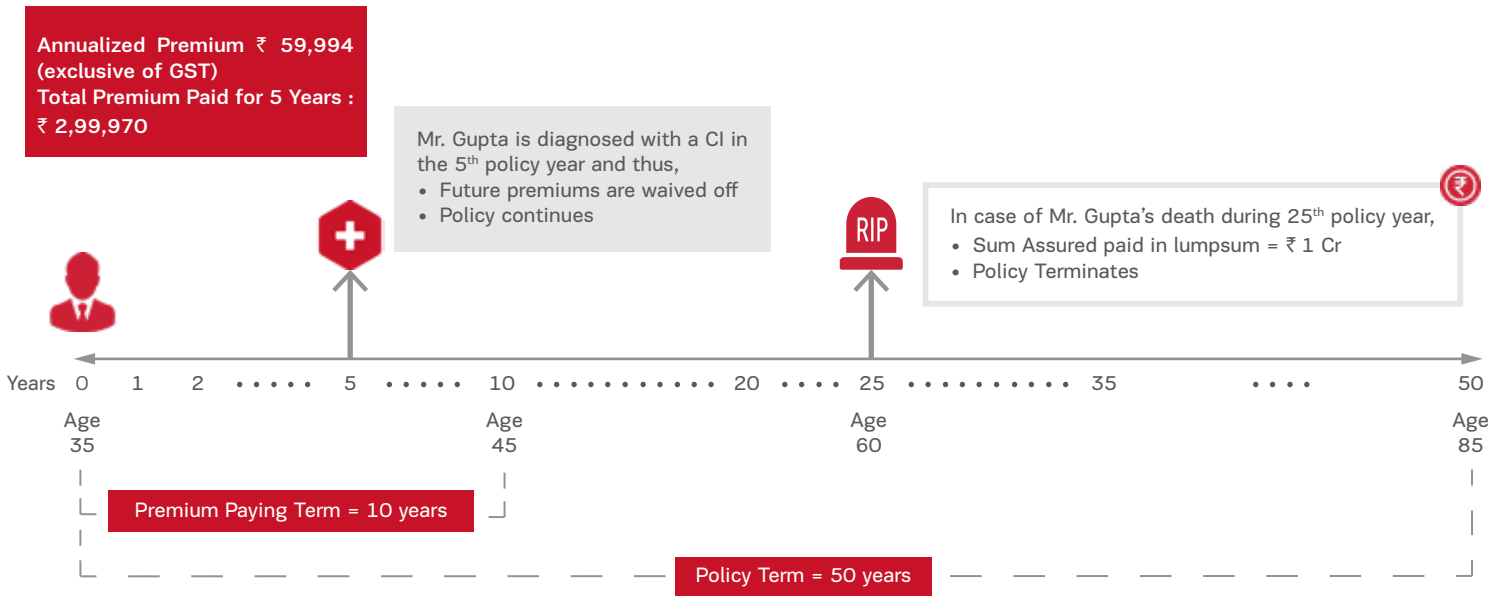 Annualized Premium ₹ 59,994
(exclusive of GST)
Total Premium Paid for 5 Years :
₹ 2,99,970
Mr. Gupta is diagnosed with a CI in
the 5th policy year and thus,
• Future premiums are waived off
• Policy continues
RIP
₹
In case of Mr. Gupta's death during 25th policy year,
• Sum Assured paid in lumpsum = ₹ 1 Cr
• Policy Terminates
Years 0 1 2 ..... 5 ..... 10 ............ 20 .... 25 .......... 35 .... 50
Age Age Age Age
35 45 60 85
Premium Paying Term = 10 years
Policy Term = 50 years